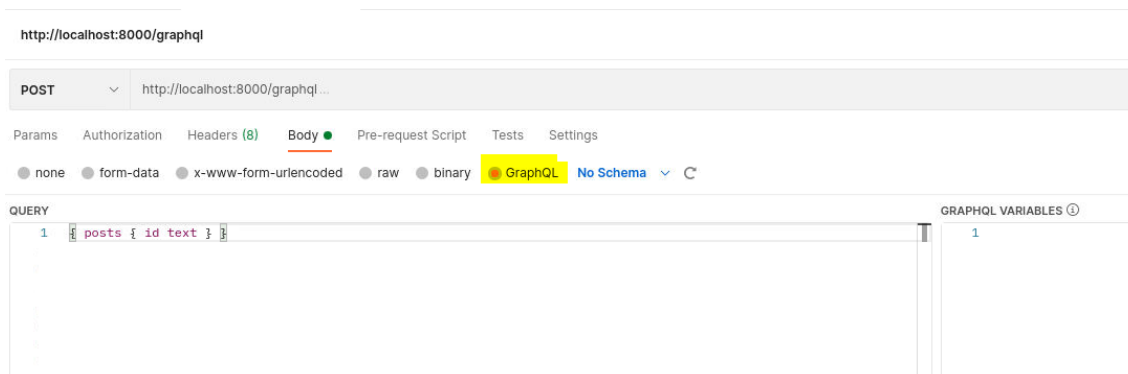 http://localhost:8000/graphql
POST http://localhost:8000/graphql ...
Params Authorization Headers (8) Body Pre-request Script Tests Settings
none form-data x-www-form-urlencoded raw binary GraphQL No Schema
QUERY GRAPHQL VARIABLES
1 { posts { id text } } 1